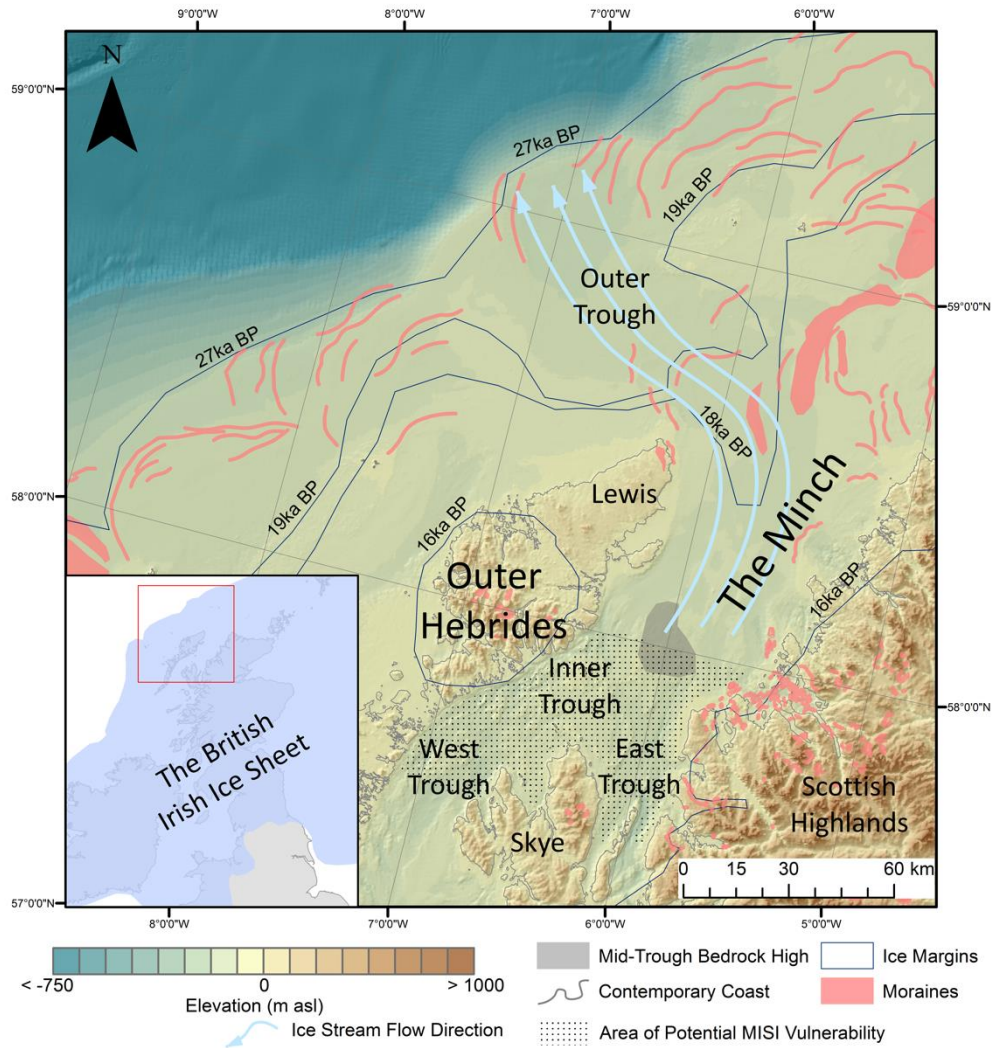 9°0'0"W 8°0'0"W 7°0'0"W 6°0'0"W
N
59°0'0"N
27ka BP
19ka BP
Outer
Trough
59°0'0"N
27ka BP
18ka BP
58°0'0"N
Lewis
The Minch
19ka BP
16ka BP
16ka BP
Outer
Hebrides
Inner
Trough
58°0'0"N
West
Trough
East
Trough
The British
Irish Ice Sheet
Skye
Scottish
Highlands
0 15 30 60 km
57°0'0"N
8°0'0"W 7°0'0"W 6°0'0"W 5°0'0"W
< -750 0 > 1000
Elevation (m asl)
Ice Stream Flow Direction
Mid-Trough Bedrock High
Ice Margins
Contemporary Coast
Moraines
Area of Potential MISI Vulnerability